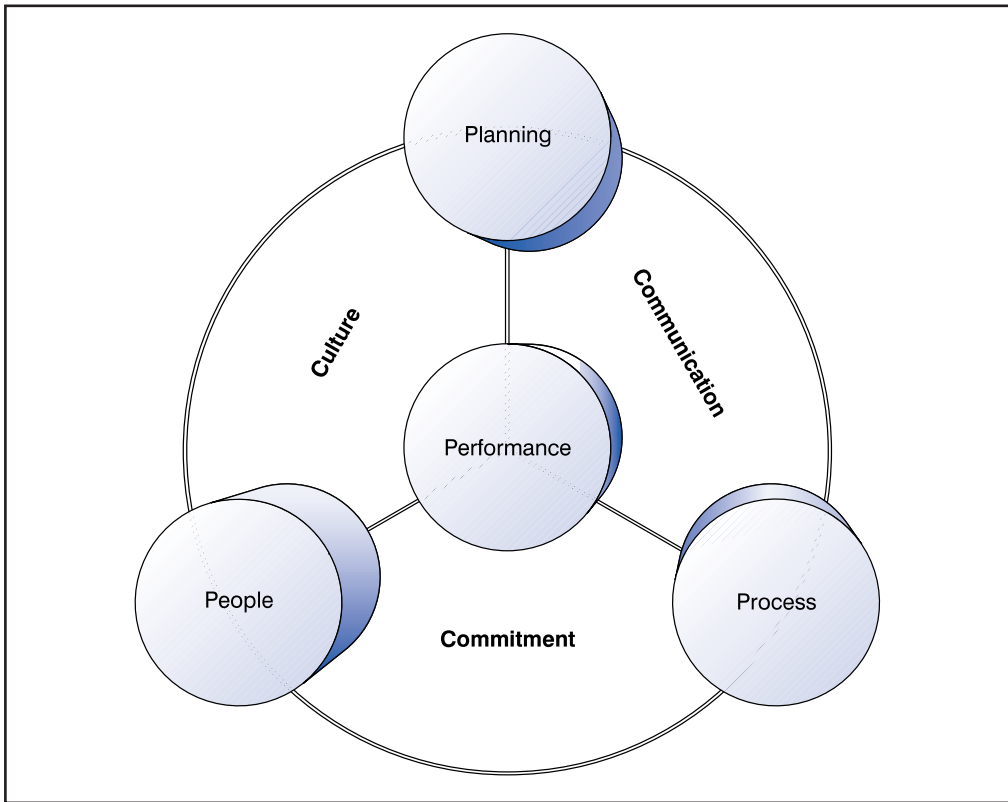 Planning
Culture
Communication
Performance
People
Process
Commitment